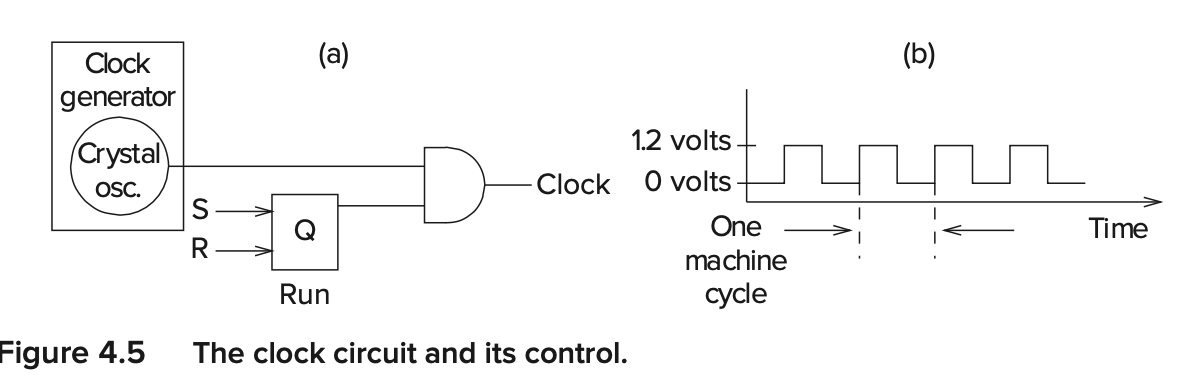 (a)
Clock
generator
Crystal
osc.
S
R
Q
Run
Clock
(b)
1.2 volts
0 volts
One
machine
cycle
Time
Figure 4.5 The clock circuit and its control.